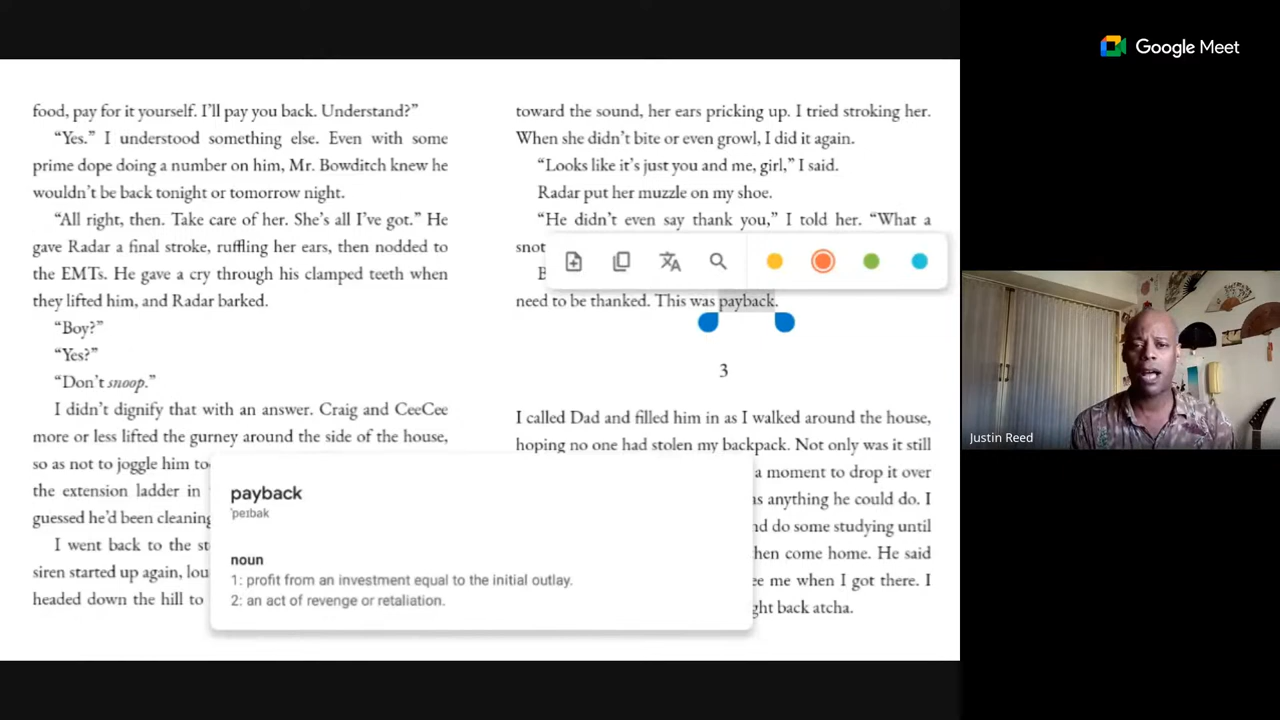 Google Meet
food, pay for it yourself. I’ll pay you back. Understand?”
“Yes.” I understood something else. Even with some
prime dope doing a number on him, Mr. Bowditch knew he
wouldn’t be back tonight or tomorrow night.
“All right, then. Take care of her. She’s all I’ve got.” He
gave Radar a final stroke, ruffling her ears, then nodded to
the EMTs. He gave a cry through his clamped teeth when
they lifted him, and Radar barked.
“Boy?”
“Yes?”
“Don’t snoop.”
I didn’t dignify that with an answer. Craig and CeeCee
more or less lifted the gurney around the side of the house,
so as not to joggle him to
the extension ladder in
guessed he’d been cleaning
I went back to the st
siren started up again, lou
headed down the hill to
toward the sound, her ears pricking up. I tried stroking her.
When she didn’t bite or even growl, I did it again.
“Looks like it’s just you and me, girl,” I said.
Radar put her muzzle on my shoe.
“He didn’t even say thank you,” I told her. “What a
snot
B
need to be thanked. This was payback.
3
I called Dad and filled him in as I walked around the house,
hoping no one had stolen my backpack. Not only was it still
a moment to drop it over
as anything he could do. I
nd do some studying until
hen come home. He said
ee me when I got there. I
ght back atcha.
payback
ˈpeɪbak
noun
1: profit from an investment equal to the initial outlay.
2: an act of revenge or retaliation.
Justin Reed